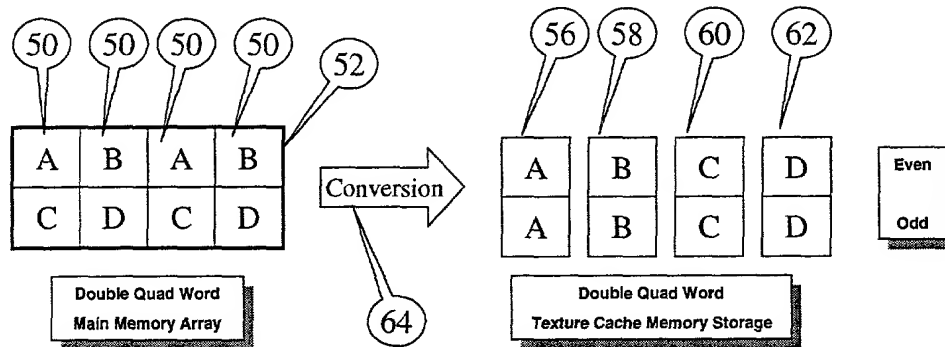 50 50 50 50 52 56 58 60 62
A B A B
C D C D
Conversion
64
A B C D
A B C D
Even
Odd
Double Quad Word
Main Memory Array
Double Quad Word
Texture Cache Memory Storage